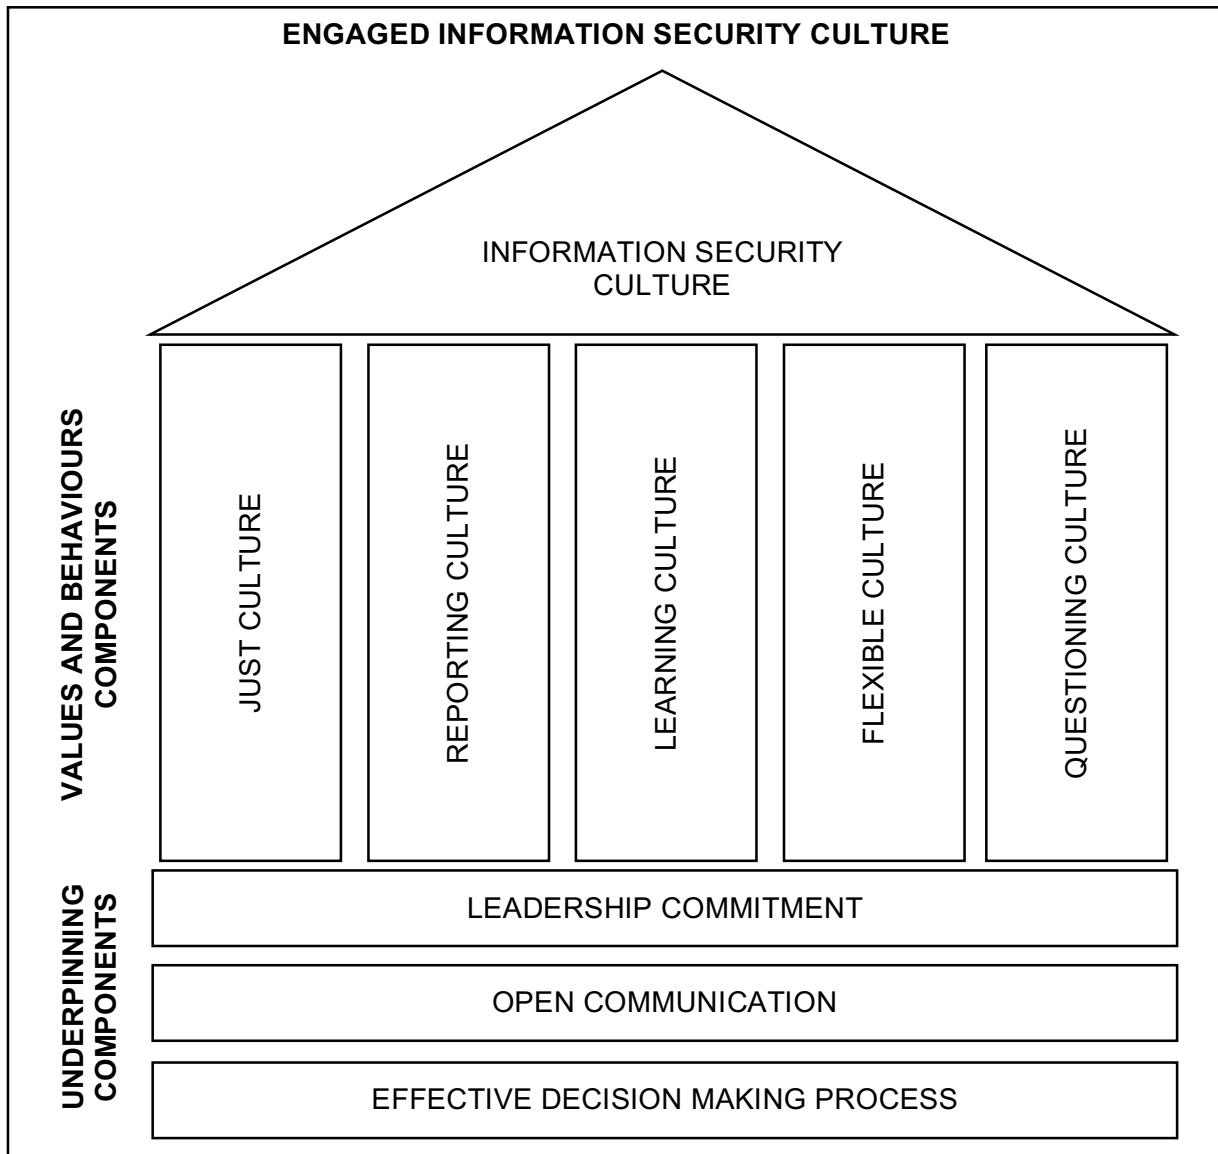 ENGAGED INFORMATION SECURITY CULTURE
INFORMATION SECURITY
CULTURE
VALUES AND BEHAVIOURS
COMPONENTS
JUST CULTURE
REPORTING CULTURE
LEARNING CULTURE
FLEXIBLE CULTURE
QUESTIONING CULTURE
UNDERPINNING
COMPONENTS
LEADERSHIP COMMITMENT
OPEN COMMUNICATION
EFFECTIVE DECISION MAKING PROCESS